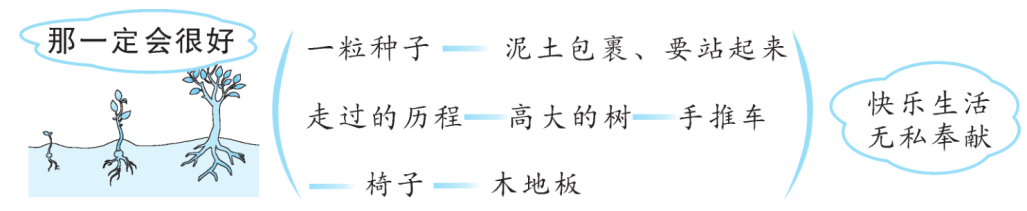 那一定会很好
一粒种子 — 泥土包裹、要站起来
走过的历程 — 高大的树 — 手推车
— 椅子 — 木地板
快乐生活
无私奉献